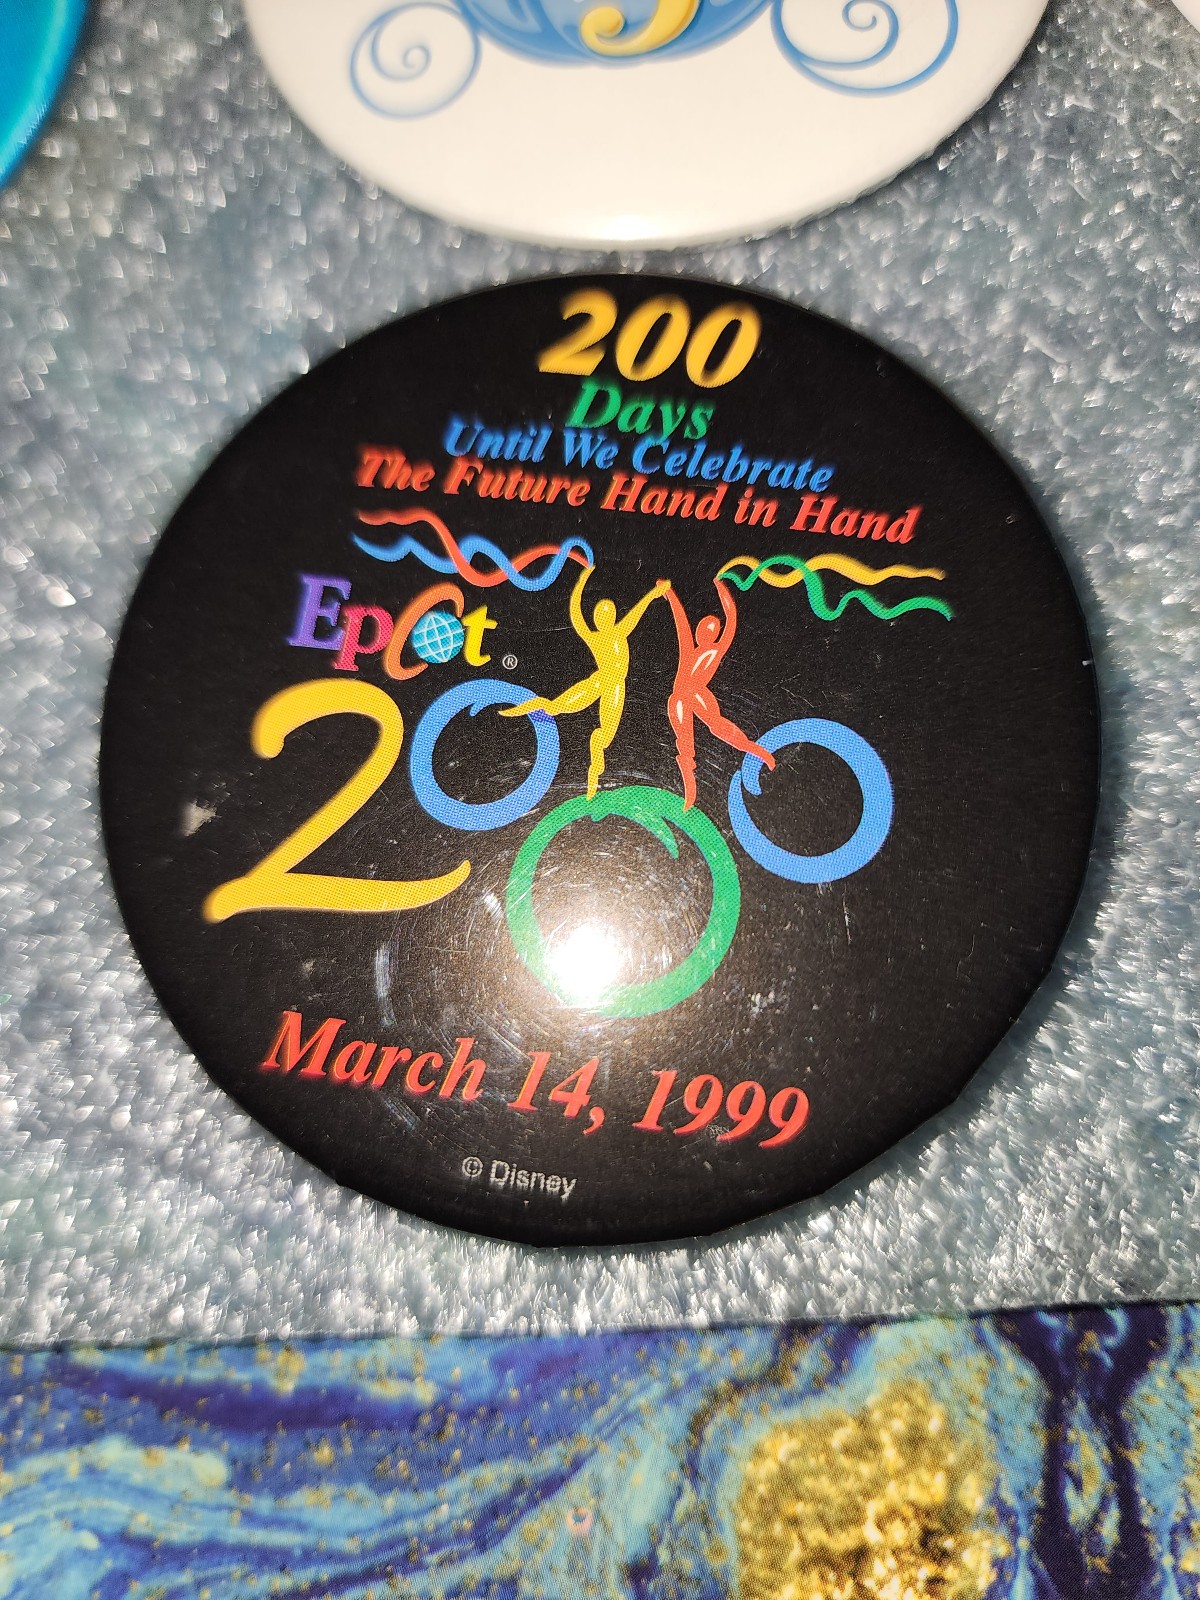 200
Days
Until We Celebrate
The Future Hand in Hand
Epcot®
2000
March 14, 1999
© Disney